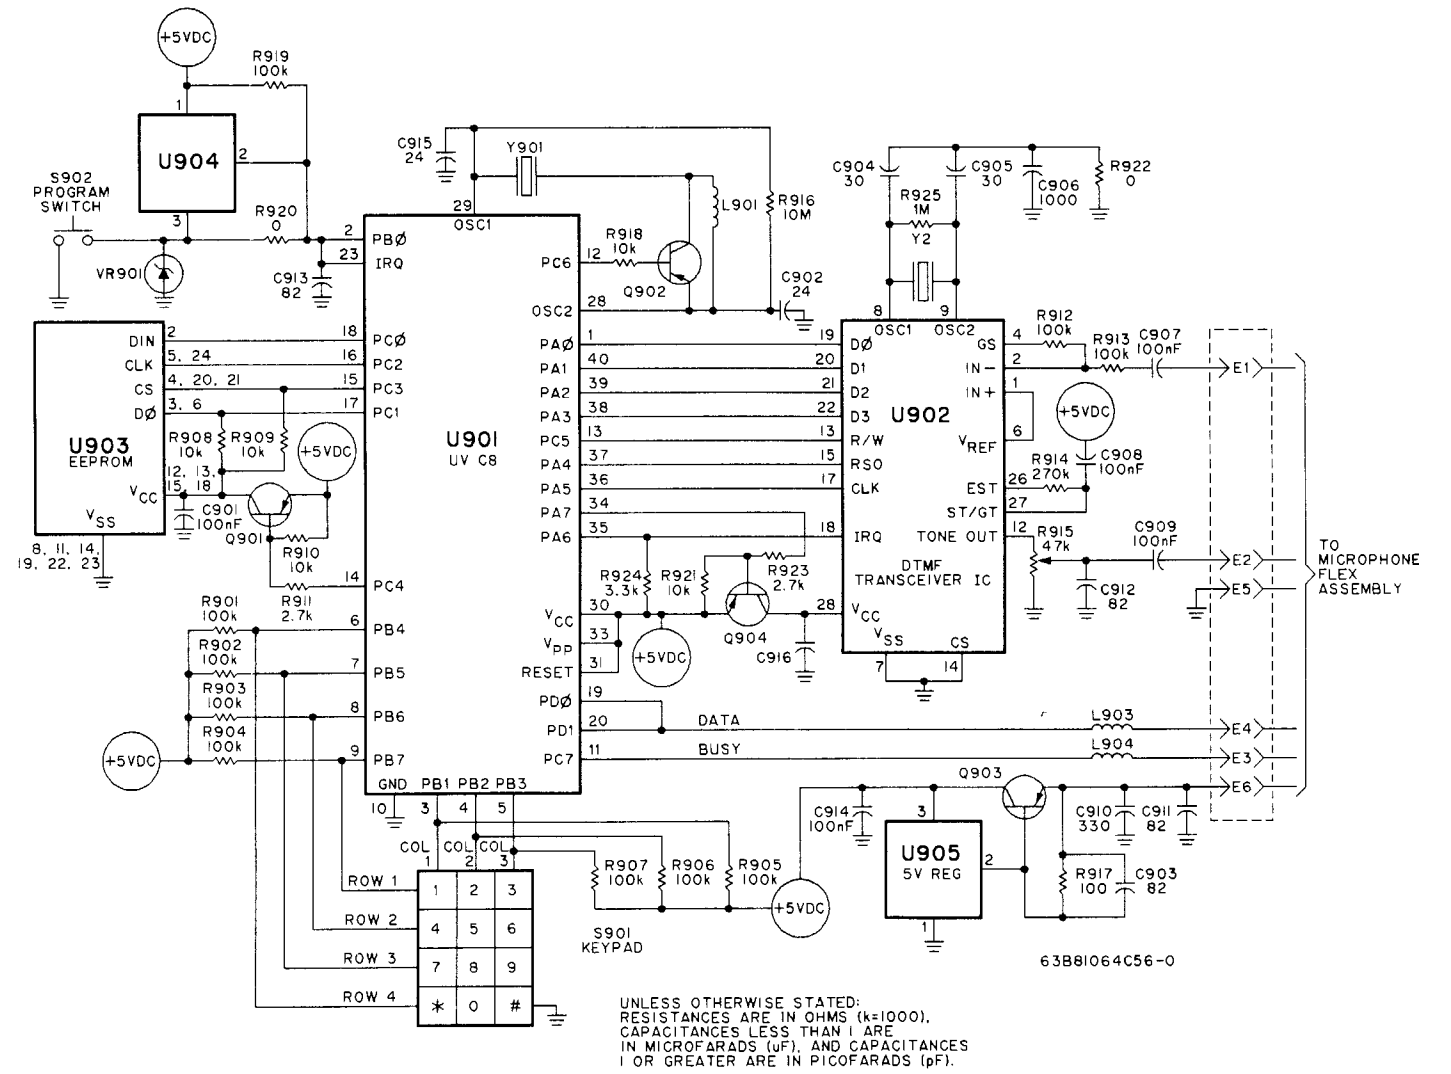 +5VDC
R919
100k
1
U904
2
3
S902
PROGRAM
SWITCH
R920
0
VR901
C913
82
C915
24
Y901
29
OSC1
L901
R916
10M
R918
10k
Q902
C902
24
2 PBØ
23 IRQ
12 PC6
28 OSC2
DIN 2 18 PCØ
CLK 5, 24 16 PC2
CS 4, 20, 21 15 PC3
DØ 3, 6 17 PC1
U903
EEPROM
R908
10k
R909
10k
+5VDC
12, 13,
15, 18
VCC
VSS
C901
100nF
Q901
R910
10k
8, 11, 14,
19, 22, 23
R911
2.7k
14 PC4
U901
UV C8
PAØ 1 19 DØ
PA1 40 20 D1
PA2 39 21 D2
PA3 38 22 D3
PC5 13 13 R/W
PA4 37 15 RSO
PA5 36 17 CLK
PA7 34
PA6 35 18 IRQ
C904
30
C905
30
C906
1000
R922
0
R925
1M
Y2
8 OSC1
9 OSC2
U902
DTMF
TRANSCEIVER IC
GS 4
IN- 2
IN+ 1
VREF 6
EST 26
ST/GT 27
TONE OUT 12
R912
100k
R913
100k
C907
100nF
+5VDC
R914
270k
C908
100nF
R915
47k
C909
100nF
C912
82
E1
E2
E5
TO
MICROPHONE
FLEX
ASSEMBLY
R924
3.3k
R921
10k
R923
2.7k
Q904
C916
28 VCC
VSS
CS
7
14
VCC 30
VPP 33
RESET 31
+5VDC
PDØ 19
PD1 20
PC7 11
DATA
BUSY
L903
L904
E4
E3
E6
R901
100k
6 PB4
R902
100k
7 PB5
R903
100k
8 PB6
R904
100k
9 PB7
+5VDC
GND
10
PB1
3
PB2
4
PB3
5
COL
1
COL
2
COL
3
ROW 1
ROW 2
ROW 3
ROW 4
1 2 3
4 5 6
7 8 9
* 0 #
R907
100k
R906
100k
R905
100k
+5VDC
S901
KEYPAD
C914
100nF
Q903
3
U905
5V REG
2
1
C910
330
C911
82
R917
100
C903
82
63B81064C56-0
UNLESS OTHERWISE STATED:
RESISTANCES ARE IN OHMS (k=1000),
CAPACITANCES LESS THAN 1 ARE
IN MICROFARADS (uF), AND CAPACITANCES
1 OR GREATER ARE IN PICOFARADS (pF).